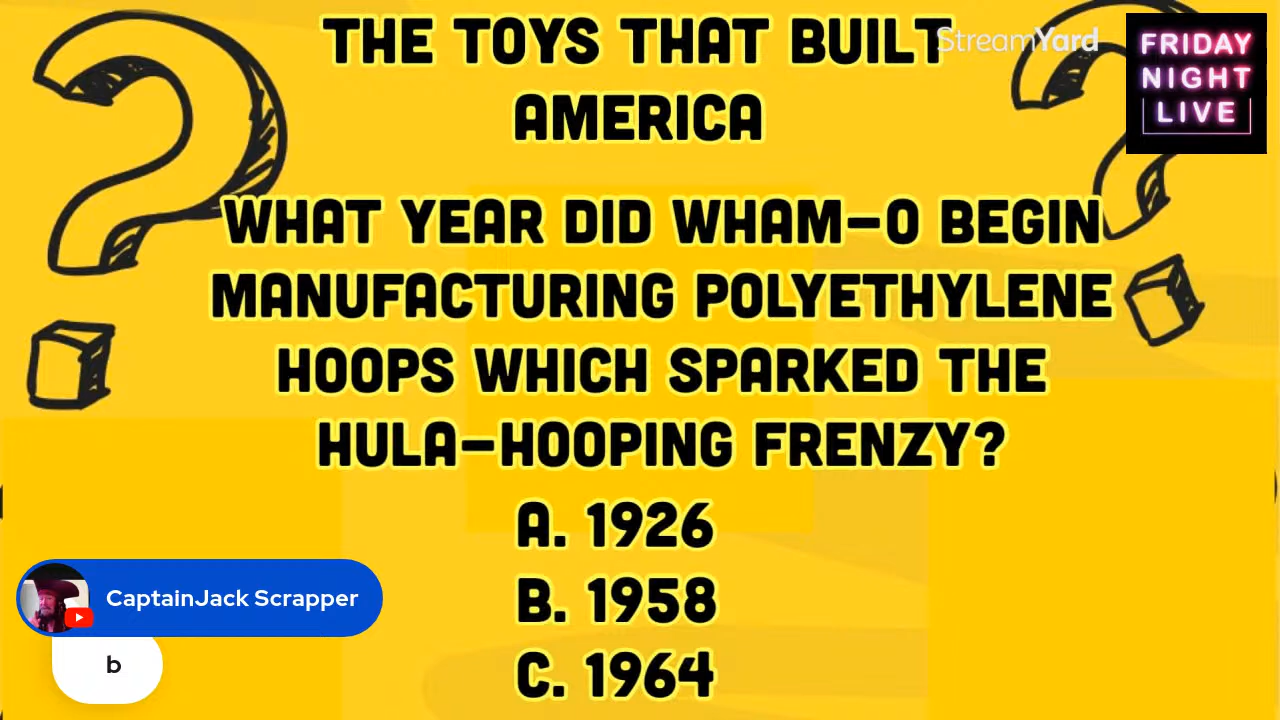 THE TOYS THAT BUILT
StreamYard
AMERICA
FRIDAY
NIGHT
LIVE
WHAT YEAR DID WHAM-O BEGIN
MANUFACTURING POLYETHYLENE
HOOPS WHICH SPARKED THE
HULA-HOOPING FRENZY?
A. 1926
B. 1958
C. 1964
CaptainJack Scrapper
b